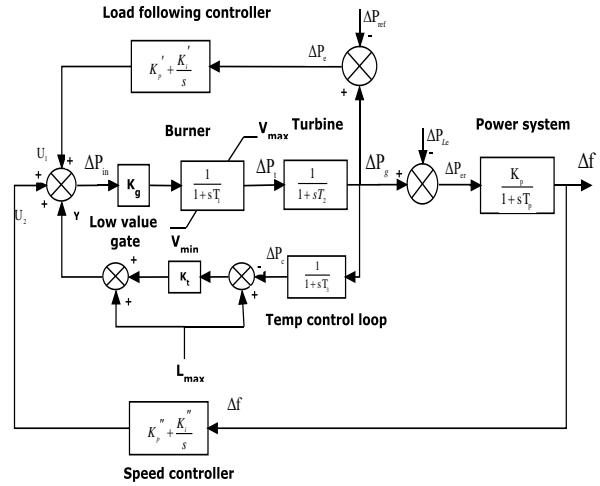 Load following controller
ΔP_ref
-
K_p' + K_i'/s
ΔP_e
+
Burner
Turbine
V_max
Power system
U_1
+
ΔP_in
K_g
1/(1+sT_1)
ΔP_t
1/(1+sT_2)
ΔP_g
+
ΔP_Le
-
ΔP_er
K_p/(1+sT_p)
Δf
+
+
U_2
Y
Low value
gate
V_min
+
+
K_t
-
+
ΔP_c
1/(1+sT_3)
Temp control loop
L_max
K_p'' + K_i''/s
Δf
Speed controller